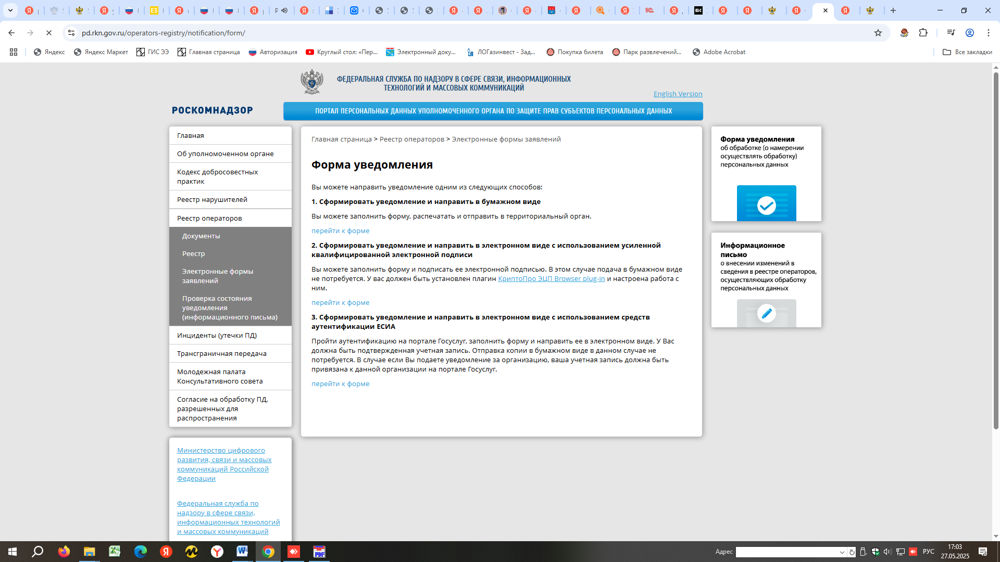 pd.rkn.gov.ru/operators-registry/notification/form/
Яндекс
Яндекс Маркет
ГИС ЭЭ
Главная страница
Авторизация
Круглый стол: «Пер...
Электронный доку...
ЛОГазинвест - Зад...
Покупка билета
Парк развлечений...
Adobe Acrobat
Все закладки
ФЕДЕРАЛЬНАЯ СЛУЖБА ПО НАДЗОРУ В СФЕРЕ СВЯЗИ, ИНФОРМАЦИОННЫХ
ТЕХНОЛОГИЙ И МАССОВЫХ КОММУНИКАЦИЙ
English Version
РОСКОМНАДЗОР
ПОРТАЛ ПЕРСОНАЛЬНЫХ ДАННЫХ УПОЛНОМОЧЕННОГО ОРГАНА ПО ЗАЩИТЕ ПРАВ СУБЪЕКТОВ ПЕРСОНАЛЬНЫХ ДАННЫХ
Главная
Об уполномоченном органе
Кодекс добросовестных
практик
Реестр нарушителей
Реестр операторов
Документы
Реестр
Электронные формы
заявлений
Проверка состояния
уведомления
(информационного письма)
Инциденты (утечки ПД)
Трансграничная передача
Молодежная палата
Консультативного совета
Согласие на обработку ПД,
разрешенных для
распространения
Министерство цифрового
развития, связи и массовых
коммуникаций Российской
Федерации
Федеральная служба по
надзору в сфере связи,
информационных технологий
и массовых коммуникаций
Главная страница > Реестр операторов > Электронные формы заявлений
Форма уведомления
Вы можете направить уведомление одним из следующих способов:
1. Сформировать уведомление и направить в бумажном виде
Вы можете заполнить форму, распечатать и отправить в территориальный орган.
перейти к форме
2. Сформировать уведомление и направить в электронном виде с использованием усиленной
квалифицированной электронной подписи
Вы можете заполнить форму и подписать ее электронной подписью. В этом случае подача в бумажном виде
не потребуется. У вас должен быть установлен плагин КриптоПро ЭЦП Browser plug-in и настроена работа с
ним.
перейти к форме
3. Сформировать уведомление и направить в электронном виде с использованием средств
аутентификации ЕСИА
Пройти аутентификацию на портале Госуслуг, заполнить форму и направить ее в электронном виде. У Вас
должна быть подтвержденная учетная запись. Отправка копии в бумажном виде в данном случае не
потребуется. В случае если Вы подаете уведомление за организацию, ваша учетная запись должна быть
привязана к данной организации на портале Госуслуг.
перейти к форме
Форма уведомления
об обработке (о намерении
осуществлять обработку)
персональных данных
Информационное
письмо
о внесении изменений в
сведения в реестре операторов,
осуществляющих обработку
персональных данных
Адрес
РУС
17:03
27.05.2025